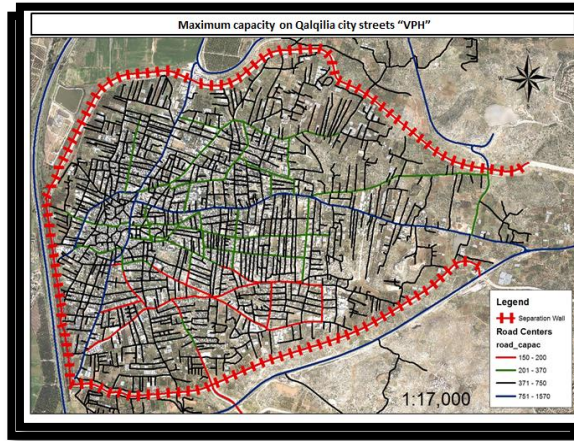 Maximum capacity on Qalqilia city streets “VPH”
Legend
Separation Wall
Road Centers
road_capac
150 - 200
201 - 370
371 - 750
751 - 1570
1:17,000